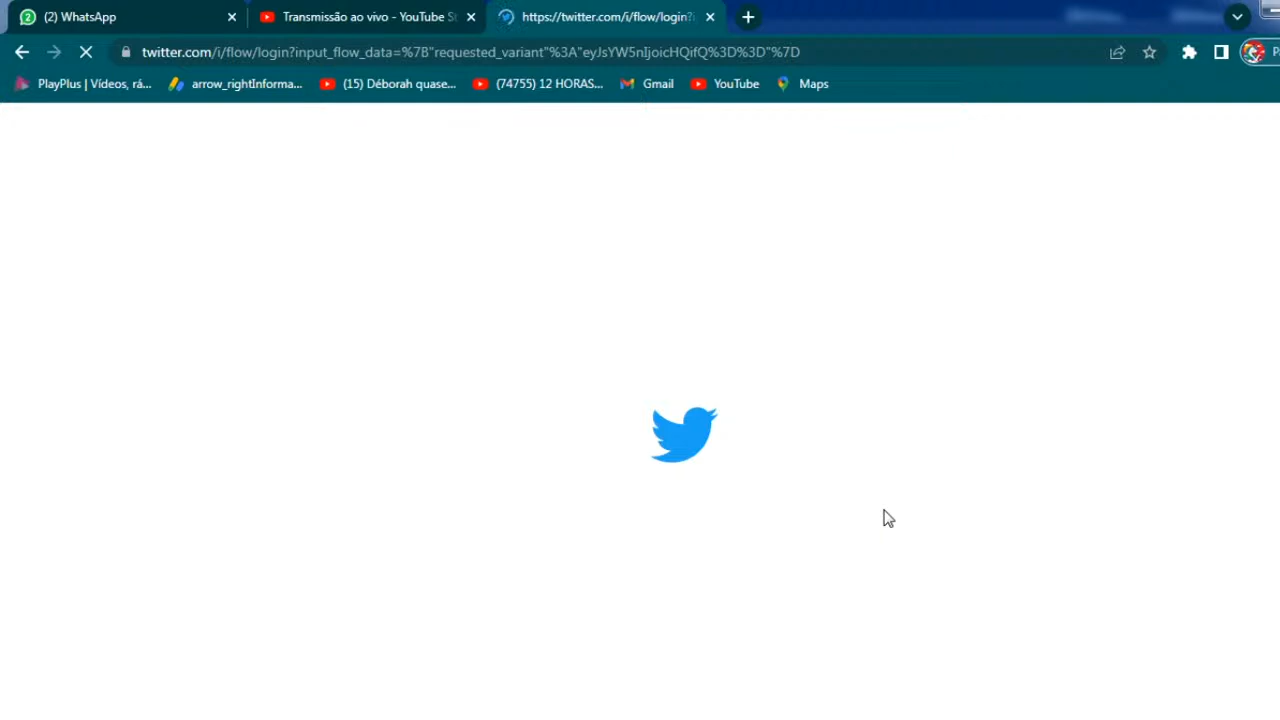 (2) WhatsApp
Transmissão ao vivo - YouTube St
https://twitter.com/i/flow/login?i
twitter.com/i/flow/login?input_flow_data=%7B"requested_variant"%3A"eyJsYW5nIjoicHQifQ%3D%3D"%7D
PlayPlus | Vídeos, rá...
arrow_rightInforma...
(15) Déborah quase...
(74755) 12 HORAS...
Gmail
YouTube
Maps